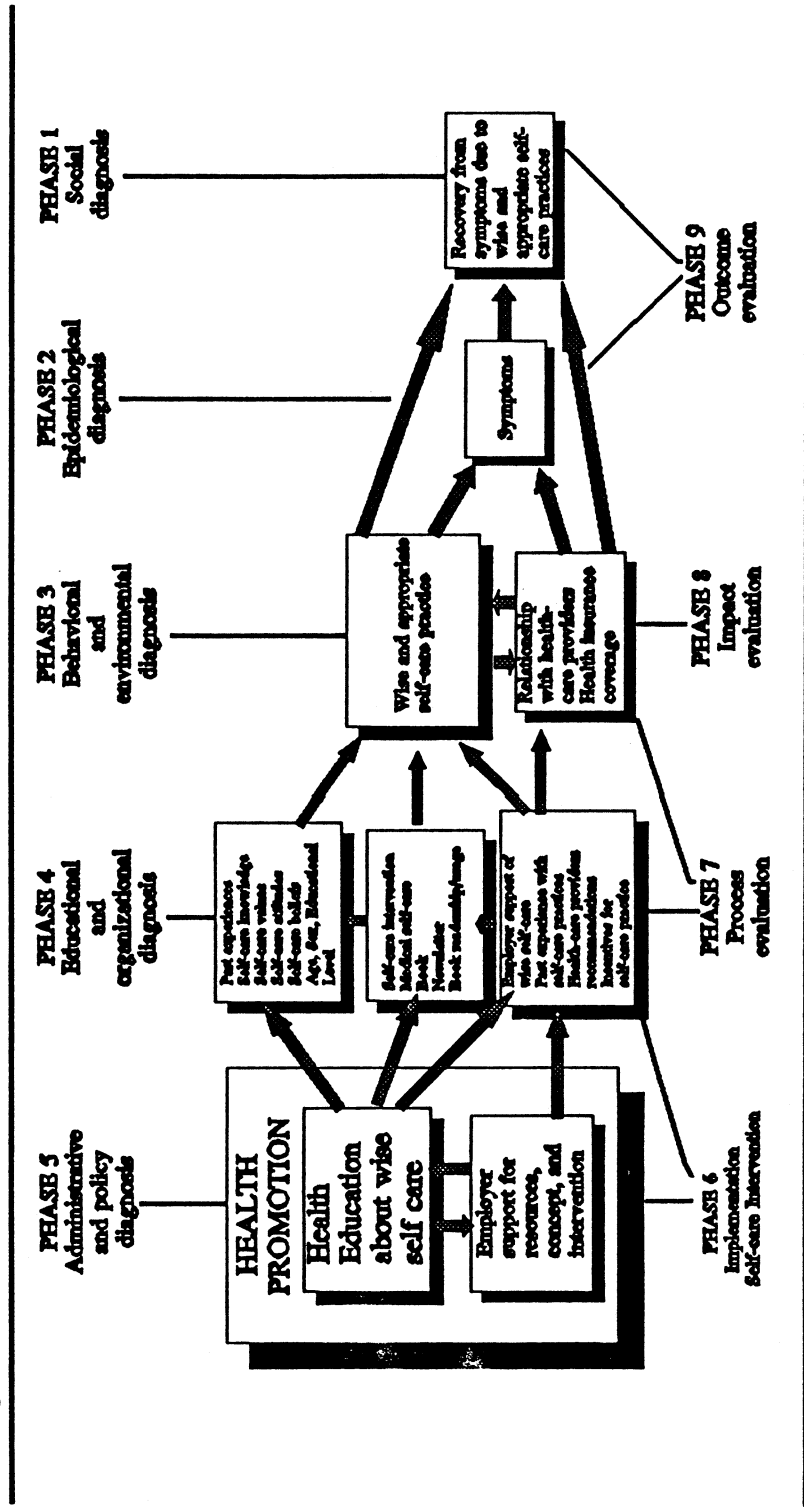 PHASE 5
Administrative
and policy
diagnosis
PHASE 4
Educational
and
organizational
diagnosis
PHASE 3
Behavioral
and
environmental
diagnosis
PHASE 2
Epidemiological
diagnosis
PHASE 1
Social
diagnosis
HEALTH
PROMOTION
Health
Education
about wise
self care
Employer
support for
resources,
concept, and
intervention
Past experiences
Self-care knowledge
Self-care values
Self-care attitudes
Self-care beliefs
Age, Sex, Educational
Level
Self-care intervention
Medical self-care
Book
Newsletter
Book readership/usage
Employer support of
wise self-care
Past experience with
self-care practices
Health-care provides
recommendations
Incentives for
self-care practice
Wise and appropriate
self-care practice
Relationship
with health-
care providers
Health insurance
coverage
Symptoms
Recovery from
symptoms due to
wise and
appropriate self-
care practices
PHASE 6
Implementation
Self-care Intervention
PHASE 7
Process
evaluation
PHASE 8
Impact
evaluation
PHASE 9
Outcome
evaluation